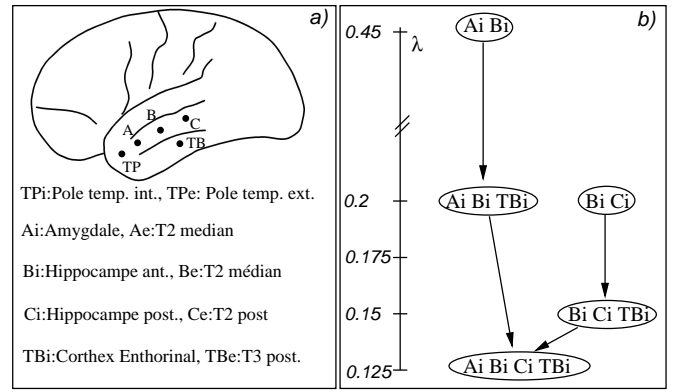 a)
B
A
C
TB
TP
TPi:Pole temp. int., TPe: Pole temp. ext.
Ai:Amygdale, Ae:T2 median
Bi:Hippocampe ant., Be:T2 médian
Ci:Hippocampe post., Ce:T2 post
TBi:Corthex Enthorinal, TBe:T3 post.
b)
0.45
λ
Ai Bi
0.2
Ai Bi TBi
Bi Ci
0.175
0.15
Bi Ci TBi
0.125
Ai Bi Ci TBi